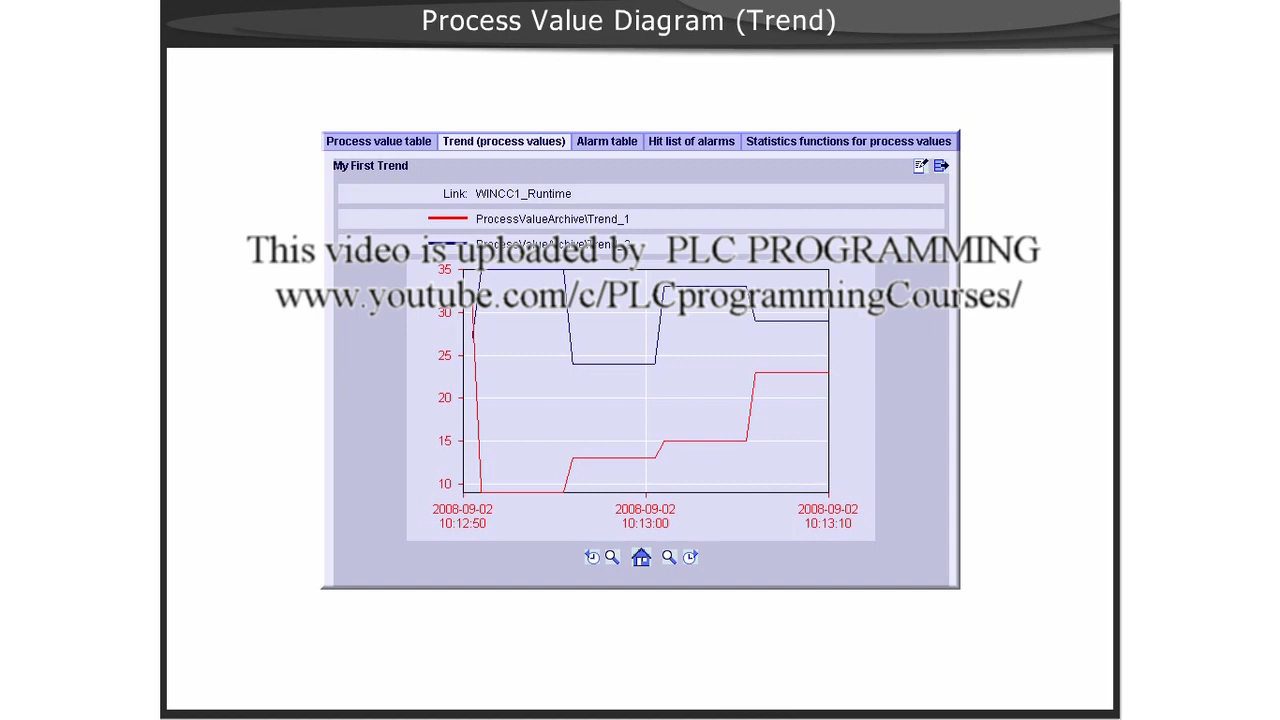 Process Value Diagram (Trend)
Process value table Trend (process values) Alarm table Hit list of alarms Statistics functions for process values
My First Trend
Link: WINCC1_Runtime
ProcessValueArchive\Trend_1
ProcessValueArchive\Trend_2
This video is uploaded by PLC PROGRAMMING
www.youtube.com/c/PLCprogrammingCourses/
35
30
25
20
15
10
2008-09-02 2008-09-02 2008-09-02
10:12:50 10:13:00 10:13:10